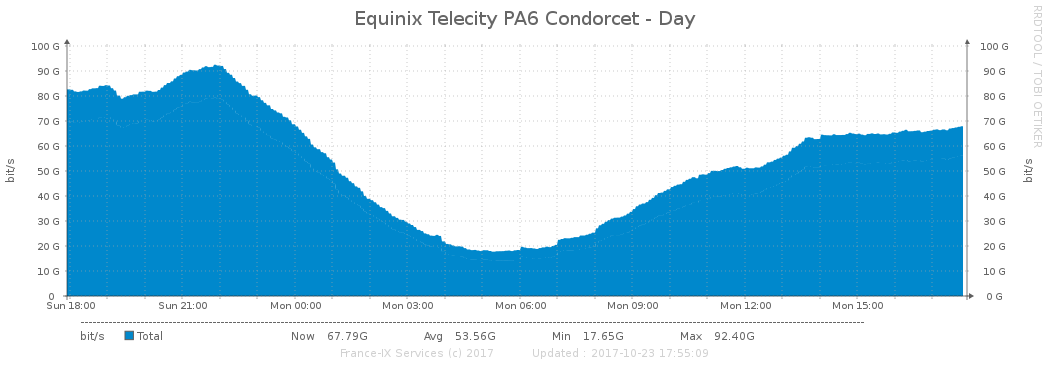 Equinix Telecity PA6 Condorcet - Day
RRDTOOL / TOBI OETIKER
bit/s
bit/s
100 G 100 G
90 G 90 G
80 G 80 G
70 G 70 G
60 G 60 G
50 G 50 G
40 G 40 G
30 G 30 G
20 G 20 G
10 G 10 G
0 0 G
Sun 18:00 Sun 21:00 Mon 00:00 Mon 03:00 Mon 06:00 Mon 09:00 Mon 12:00 Mon 15:00
bit/s Total Now 67.79G Avg 53.56G Min 17.65G Max 92.40G
France-IX Services (c) 2017 Updated : 2017-10-23 17:55:09